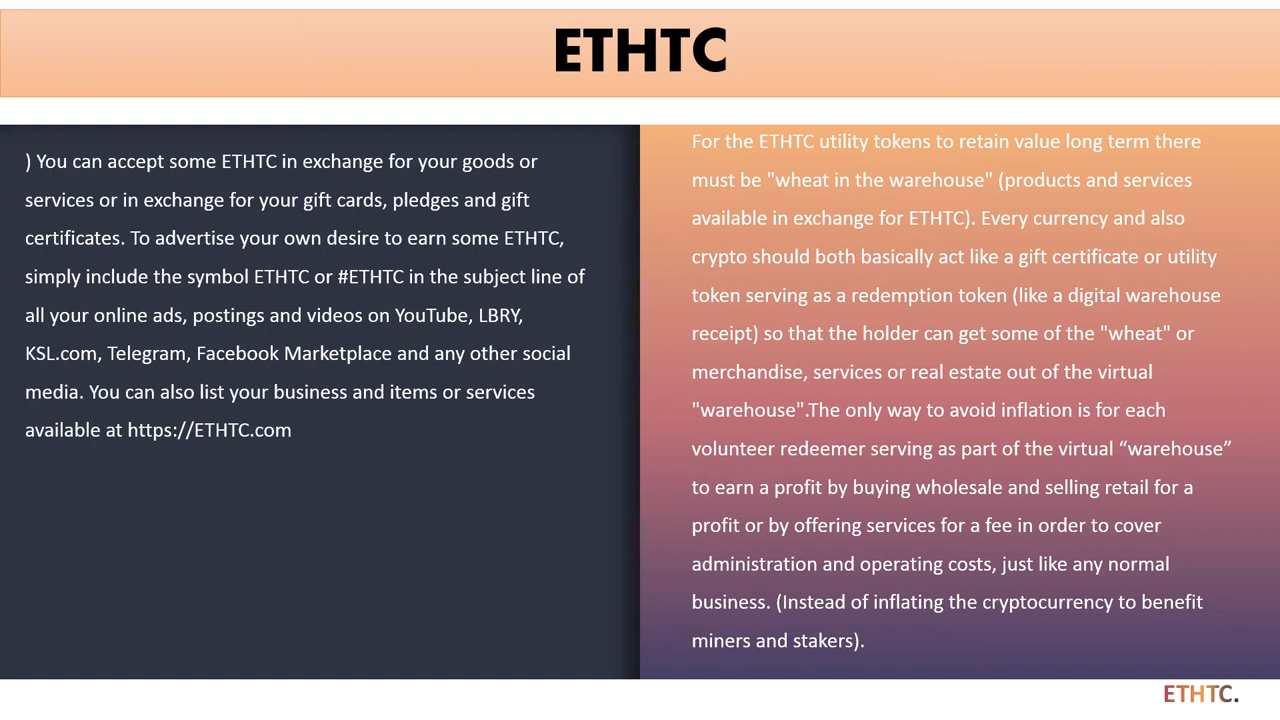 ETHTC
) You can accept some ETHTC in exchange for your goods or
services or in exchange for your gift cards, pledges and gift
certificates. To advertise your own desire to earn some ETHTC,
simply include the symbol ETHTC or #ETHTC in the subject line of
all your online ads, postings and videos on YouTube, LBRY,
KSL.com, Telegram, Facebook Marketplace and any other social
media. You can also list your business and items or services
available at https://ETHTC.com
For the ETHTC utility tokens to retain value long term there
must be "wheat in the warehouse" (products and services
available in exchange for ETHTC). Every currency and also
crypto should both basically act like a gift certificate or utility
token serving as a redemption token (like a digital warehouse
receipt) so that the holder can get some of the "wheat" or
merchandise, services or real estate out of the virtual
"warehouse".The only way to avoid inflation is for each
volunteer redeemer serving as part of the virtual “warehouse”
to earn a profit by buying wholesale and selling retail for a
profit or by offering services for a fee in order to cover
administration and operating costs, just like any normal
business. (Instead of inflating the cryptocurrency to benefit
miners and stakers).
ETHTC.